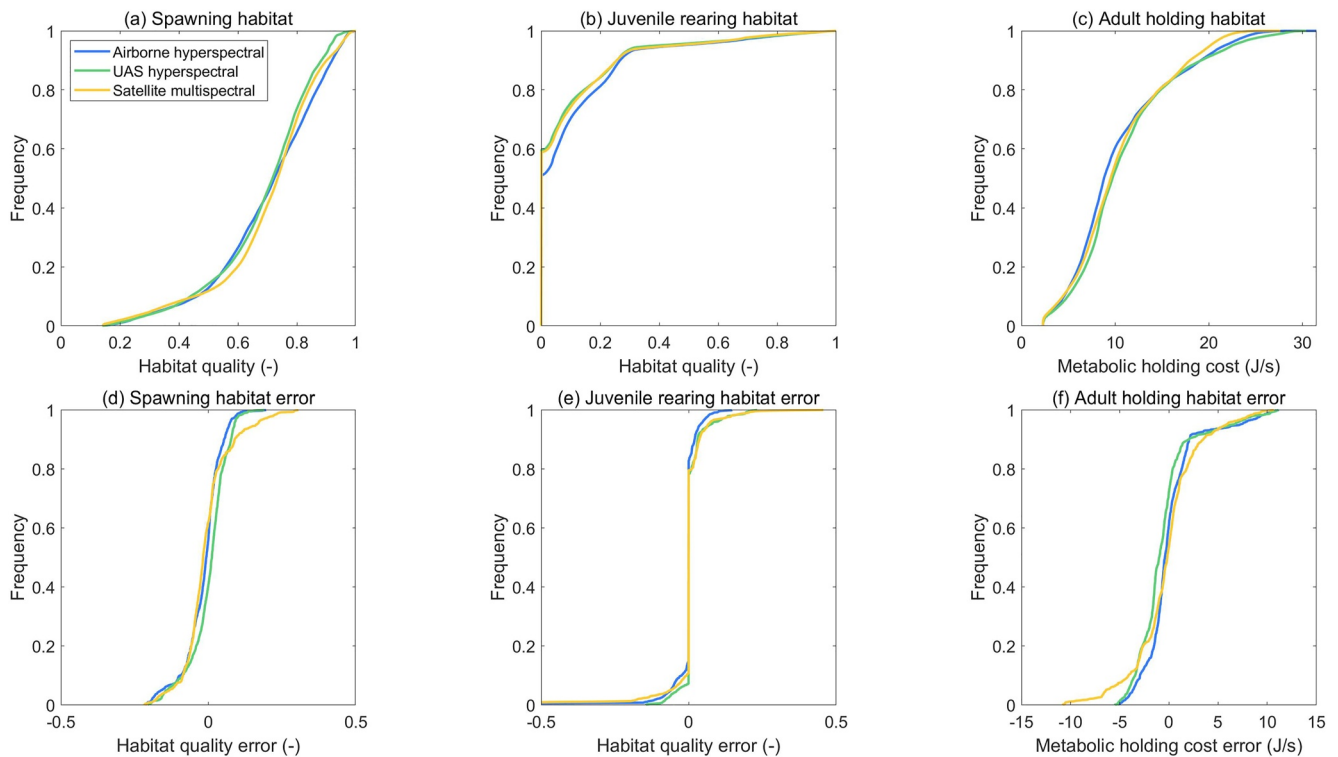 (a) Spawning habitat
Airborne hyperspectral
UAS hyperspectral
Satellite multispectral
1
0.8
0.6
0.4
0.2
0
Frequency
0 0.2 0.4 0.6 0.8 1
Habitat quality (-)
(b) Juvenile rearing habitat
1
0.8
0.6
0.4
0.2
0
Frequency
0 0.2 0.4 0.6 0.8 1
Habitat quality (-)
(c) Adult holding habitat
1
0.8
0.6
0.4
0.2
0
Frequency
0 10 20 30
Metabolic holding cost (J/s)
(d) Spawning habitat error
1
0.8
0.6
0.4
0.2
0
Frequency
-0.5 0 0.5
Habitat quality error (-)
(e) Juvenile rearing habitat error
1
0.8
0.6
0.4
0.2
0
Frequency
-0.5 0 0.5
Habitat quality error (-)
(f) Adult holding habitat error
1
0.8
0.6
0.4
0.2
0
Frequency
-15 -10 -5 0 5 10 15
Metabolic holding cost error (J/s)